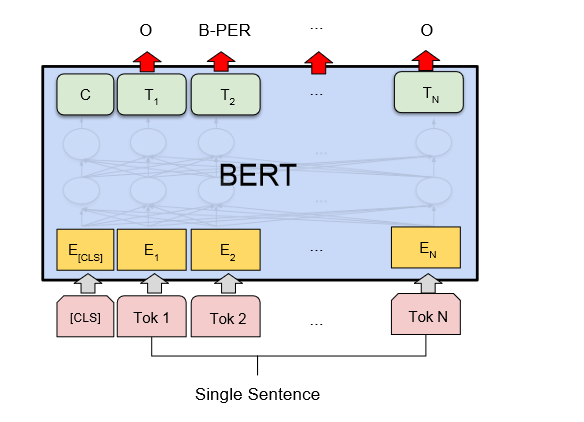 O B-PER ... O
C T1 T2 ... TN
...
BERT
...
E[CLS] E1 E2 ... EN
[CLS] Tok 1 Tok 2 ... Tok N
Single Sentence